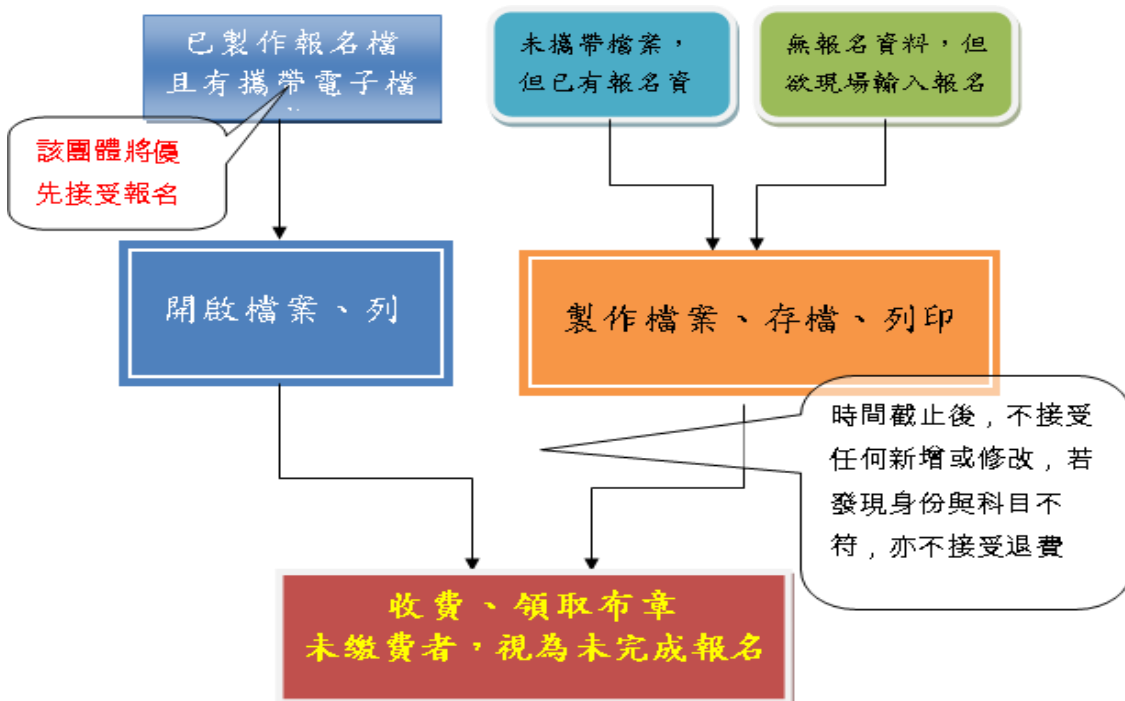 已製作報名檔
且有攜帶電子檔
未攜帶檔案，
但已有報名資
無報名資料，但
欲現場輸入報名
該團體將優
先接受報名
開啟檔案、列
製作檔案、存檔、列印
時間截止後，不接受
任何新增或修改，若
發現身份與科目不
符，亦不接受退費
收費、領取布章
未繳費者，視為未完成報名